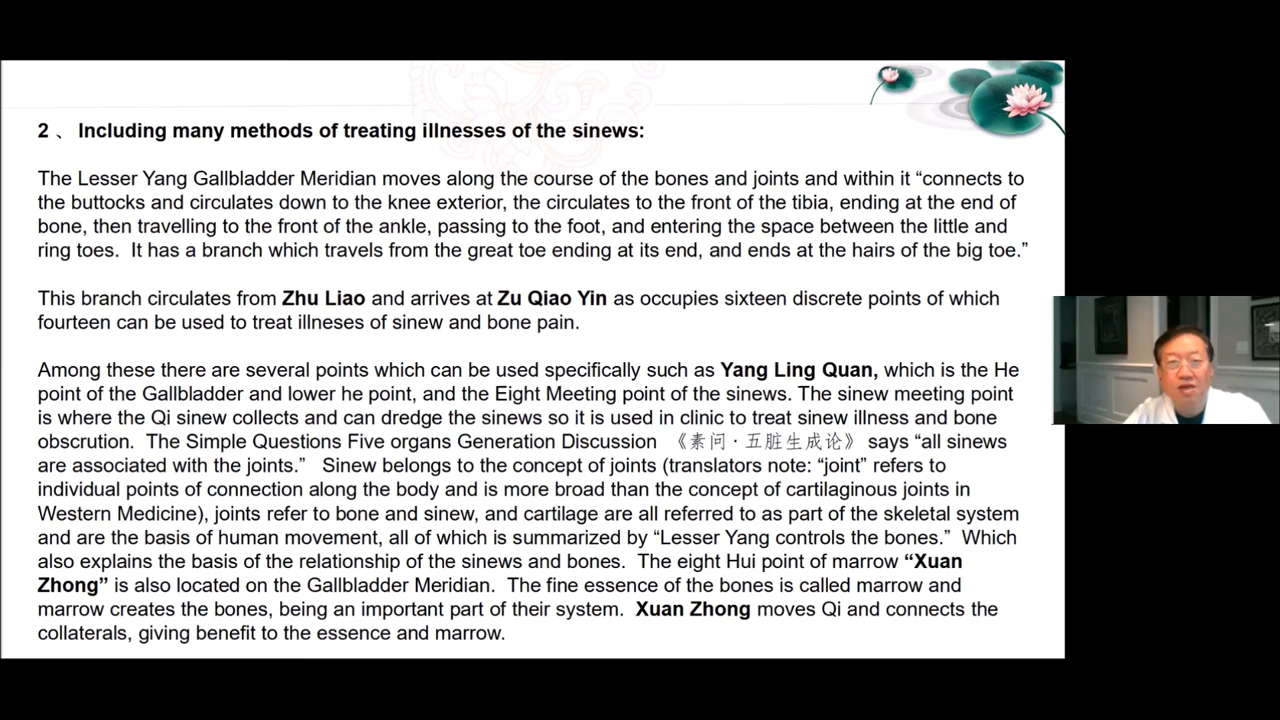 2 、 Including many methods of treating illnesses of the sinews:
The Lesser Yang Gallbladder Meridian moves along the course of the bones and joints and within it “connects to
the buttocks and circulates down to the knee exterior, the circulates to the front of the tibia, ending at the end of
bone, then travelling to the front of the ankle, passing to the foot, and entering the space between the little and
ring toes. It has a branch which travels from the great toe ending at its end, and ends at the hairs of the big toe.”
This branch circulates from Zhu Liao and arrives at Zu Qiao Yin as occupies sixteen discrete points of which
fourteen can be used to treat illneses of sinew and bone pain.
Among these there are several points which can be used specifically such as Yang Ling Quan, which is the He
point of the Gallbladder and lower he point, and the Eight Meeting point of the sinews. The sinew meeting point
is where the Qi sinew collects and can dredge the sinews so it is used in clinic to treat sinew illness and bone
obscrution. The Simple Questions Five organs Generation Discussion 《素问·五脏生成论》 says “all sinews
are associated with the joints.” Sinew belongs to the concept of joints (translators note: “joint” refers to
individual points of connection along the body and is more broad than the concept of cartilaginous joints in
Western Medicine), joints refer to bone and sinew, and cartilage are all referred to as part of the skeletal system
and are the basis of human movement, all of which is summarized by “Lesser Yang controls the bones.” Which
also explains the basis of the relationship of the sinews and bones. The eight Hui point of marrow “Xuan
Zhong” is also located on the Gallbladder Meridian. The fine essence of the bones is called marrow and
marrow creates the bones, being an important part of their system. Xuan Zhong moves Qi and connects the
collaterals, giving benefit to the essence and marrow.